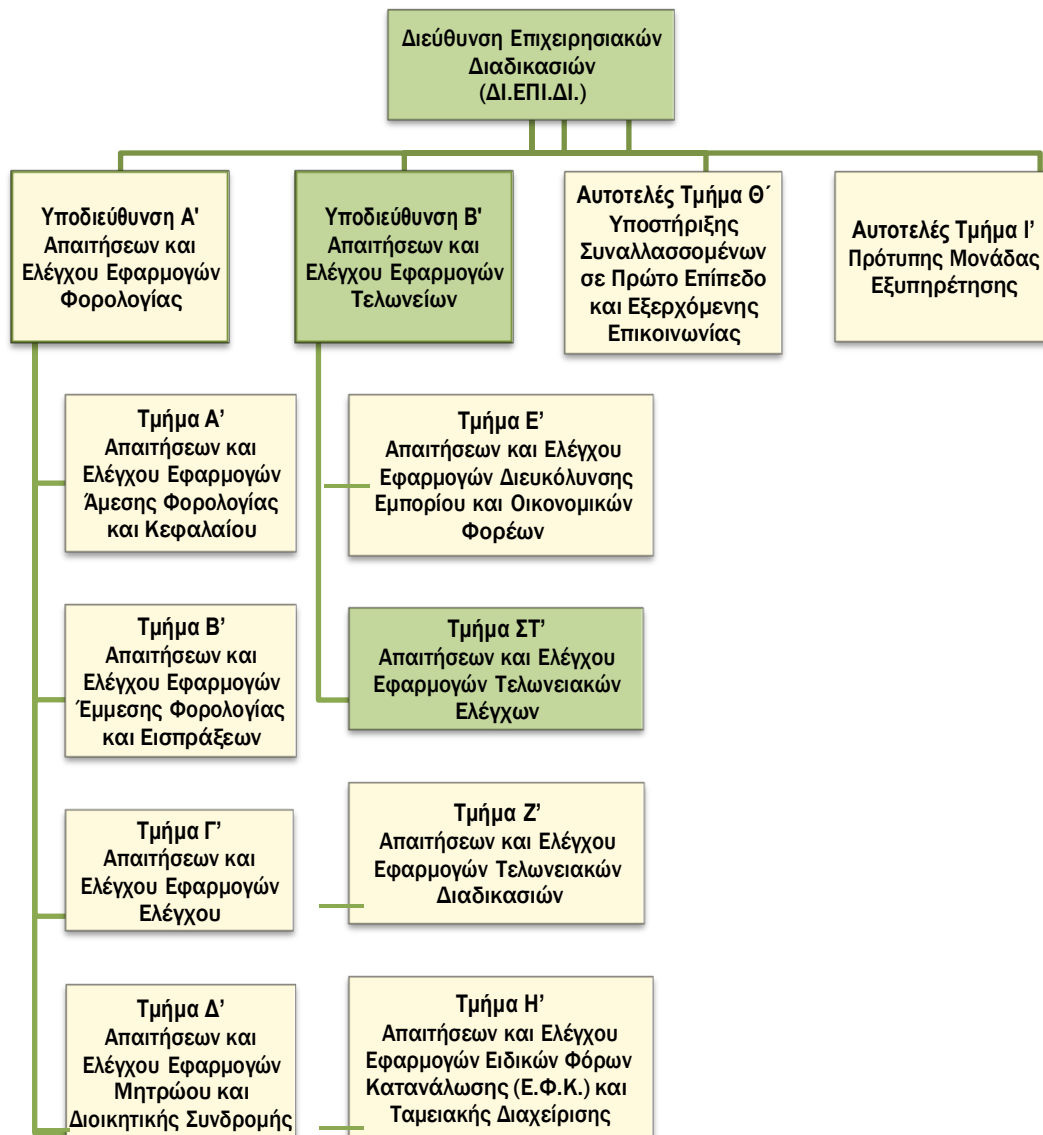 Διεύθυνση Επιχειρησιακών
Διαδικασιών
(ΔΙ.ΕΠΙ.ΔΙ.)
Υποδιεύθυνση Α'
Απαιτήσεων και
Ελέγχου Εφαρμογών
Φορολογίας
Υποδιεύθυνση Β'
Απαιτήσεων και
Ελέγχου Εφαρμογών
Τελωνείων
Αυτοτελές Τμήμα Θ΄
Υποστήριξης
Συναλλασσομένων
σε Πρώτο Επίπεδο
και Εξερχόμενης
Επικοινωνίας
Αυτοτελές Τμήμα Ι’
Πρότυπης Μονάδας
Εξυπηρέτησης
Τμήμα Α’
Απαιτήσεων και
Ελέγχου Εφαρμογών
Άμεσης Φορολογίας
και Κεφαλαίου
Τμήμα Ε’
Απαιτήσεων και Ελέγχου
Εφαρμογών Διευκόλυνσης
Εμπορίου και Οικονομικών
Φορέων
Τμήμα Β’
Απαιτήσεων και
Ελέγχου Εφαρμογών
Έμμεσης Φορολογίας
και Εισπράξεων
Τμήμα ΣΤ’
Απαιτήσεων και Ελέγχου
Εφαρμογών Τελωνειακών
Ελέγχων
Τμήμα Γ’
Απαιτήσεων και
Ελέγχου Εφαρμογών
Ελέγχου
Τμήμα Ζ’
Απαιτήσεων και Ελέγχου
Εφαρμογών Τελωνειακών
Διαδικασιών
Τμήμα Δ’
Απαιτήσεων και
Ελέγχου Εφαρμογών
Μητρώου και
Διοικητικής Συνδρομής
Τμήμα Η’
Απαιτήσεων και Ελέγχου
Εφαρμογών Ειδικών Φόρων
Κατανάλωσης (Ε.Φ.Κ.) και
Ταμειακής Διαχείρισης